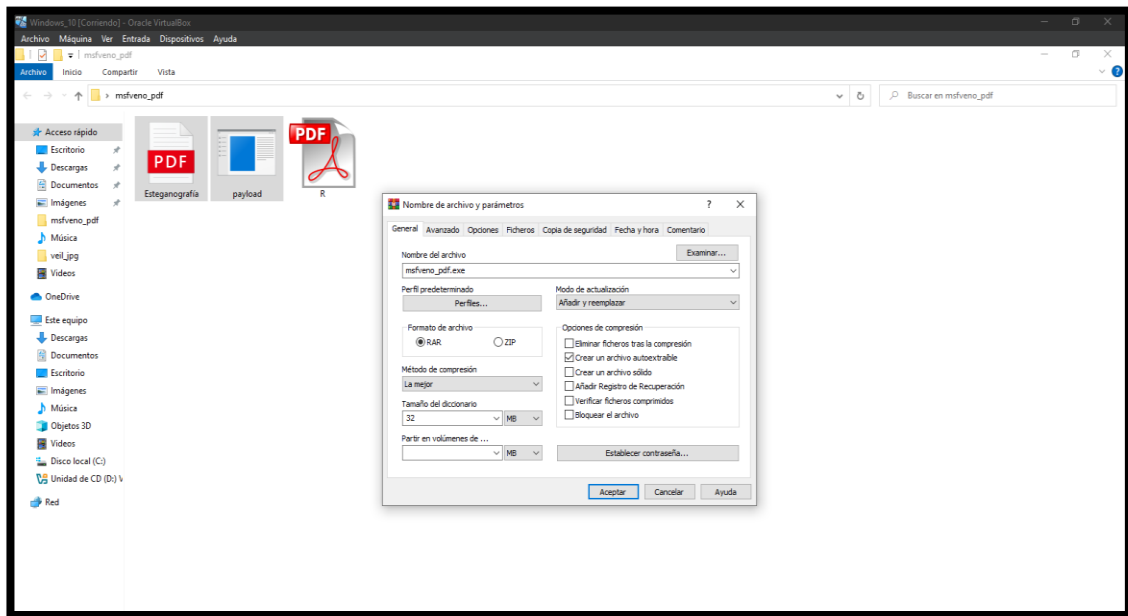 Windows_10 [Corriendo] - Oracle VirtualBox
Archivo Máquina Ver Entrada Dispositivos Ayuda
msfveno_pdf
Archivo Inicio Compartir Vista
msfveno_pdf
Buscar en msfveno_pdf
Acceso rápido
Escritorio
Descargas
Documentos
Imágenes
msfveno_pdf
Música
veil_jpg
Videos
OneDrive
Este equipo
Descargas
Documentos
Escritorio
Imágenes
Música
Objetos 3D
Videos
Disco local (C:)
Unidad de CD (D:) V
Red
PDF
PDF
Esteganografía payload R
Nombre de archivo y parámetros
General Avanzado Opciones Ficheros Copia de seguridad Fecha y hora Comentario
Nombre del archivo
Examinar...
msfveno_pdf.exe
Perfil predeterminado
Perfiles...
Modo de actualización
Añadir y reemplazar
Formato de archivo
RAR ZIP
Método de compresión
La mejor
Tamaño del diccionario
32 MB
Partir en volúmenes de ...
MB
Opciones de compresión
Eliminar ficheros tras la compresión
Crear un archivo autoextraíble
Crear un archivo sólido
Añadir Registro de Recuperación
Verificar ficheros comprimidos
Bloquear el archivo
Establecer contraseña...
Aceptar Cancelar Ayuda